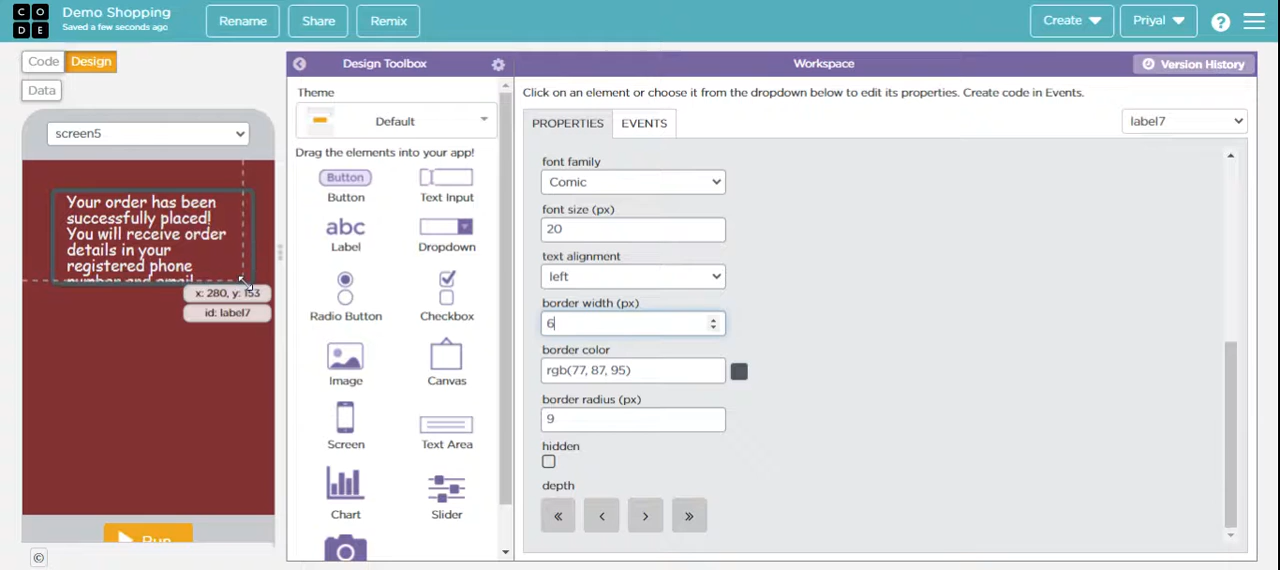 CODE
Demo Shopping
Saved a few seconds ago
Rename
Share
Remix
Create
Priyal
?
Code
Design
Data
screen5
Your order has been
successfully placed!
You will receive order
details in your
registered phone
number and email
x: 280, y: 153
id: label7
Run
©
Design Toolbox
Theme
Default
Drag the elements into your app!
Button
Button
Text Input
abc
Label
Dropdown
Radio Button
Checkbox
Image
Canvas
Screen
Text Area
Chart
Slider
Workspace
Version History
Click on an element or choose it from the dropdown below to edit its properties. Create code in Events.
PROPERTIES
EVENTS
label7
font family
Comic
font size (px)
20
text alignment
left
border width (px)
6
border color
rgb(77, 87, 95)
border radius (px)
9
hidden
depth
« < > »